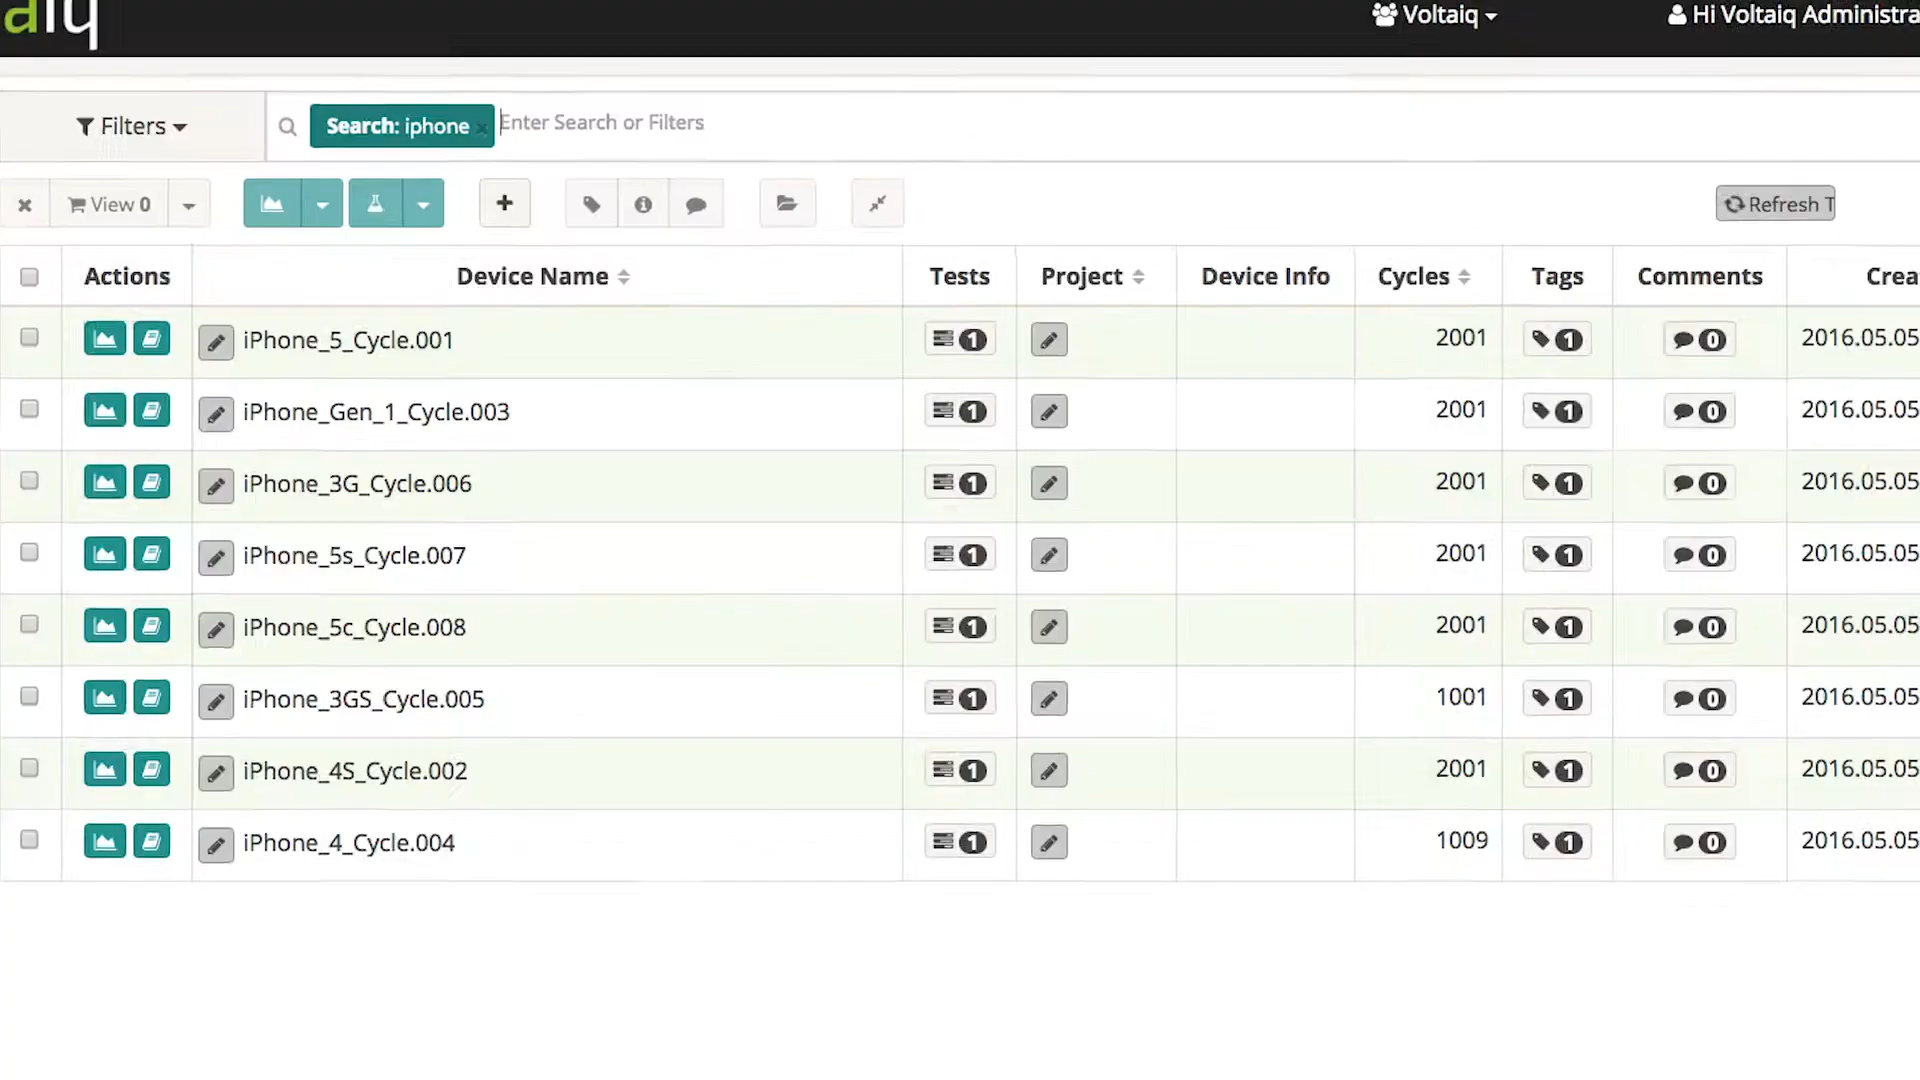 aiq
Voltaiq
Hi Voltaiq Administra
Filters
Search: iphone ×
Enter Search or Filters
View 0
Refresh T
Actions Device Name Tests Project Device Info Cycles Tags Comments Crea
iPhone_5_Cycle.001 1 2001 1 0 2016.05.05
iPhone_Gen_1_Cycle.003 1 2001 1 0 2016.05.05
iPhone_3G_Cycle.006 1 2001 1 0 2016.05.05
iPhone_5s_Cycle.007 1 2001 1 0 2016.05.05
iPhone_5c_Cycle.008 1 2001 1 0 2016.05.05
iPhone_3GS_Cycle.005 1 1001 1 0 2016.05.05
iPhone_4S_Cycle.002 1 2001 1 0 2016.05.05
iPhone_4_Cycle.004 1 1009 1 0 2016.05.05